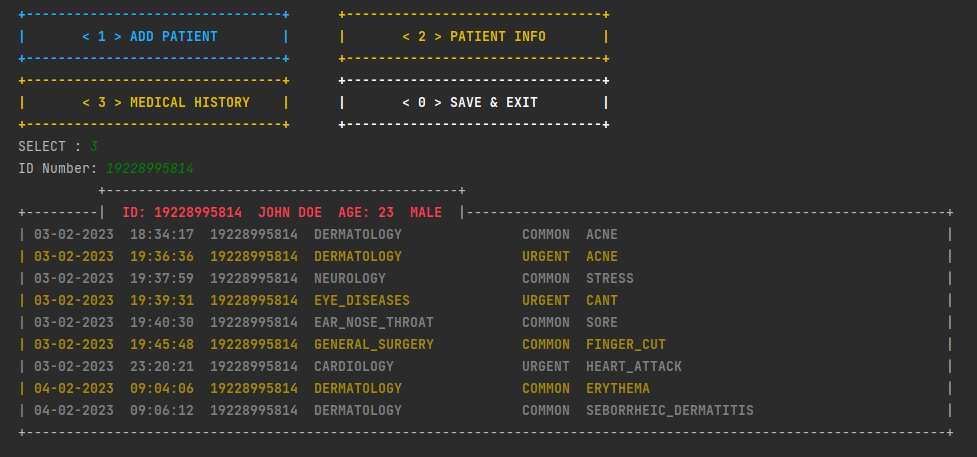 < 1 > ADD PATIENT < 2 > PATIENT INFO
< 3 > MEDICAL HISTORY < 0 > SAVE & EXIT
SELECT : 3
ID Number: 19228995814
ID: 19228995814 JOHN DOE AGE: 23 MALE
03-02-2023 18:34:17 19228995814 DERMATOLOGY COMMON ACNE
03-02-2023 19:36:36 19228995814 DERMATOLOGY URGENT ACNE
03-02-2023 19:37:59 19228995814 NEUROLOGY COMMON STRESS
03-02-2023 19:39:31 19228995814 EYE_DISEASES URGENT CANT
03-02-2023 19:40:30 19228995814 EAR_NOSE_THROAT COMMON SORE
03-02-2023 19:45:48 19228995814 GENERAL_SURGERY COMMON FINGER_CUT
03-02-2023 23:20:21 19228995814 CARDIOLOGY URGENT HEART_ATTACK
04-02-2023 09:04:06 19228995814 DERMATOLOGY COMMON ERYTHEMA
04-02-2023 09:06:12 19228995814 DERMATOLOGY COMMON SEBORRHEIC_DERMATITIS